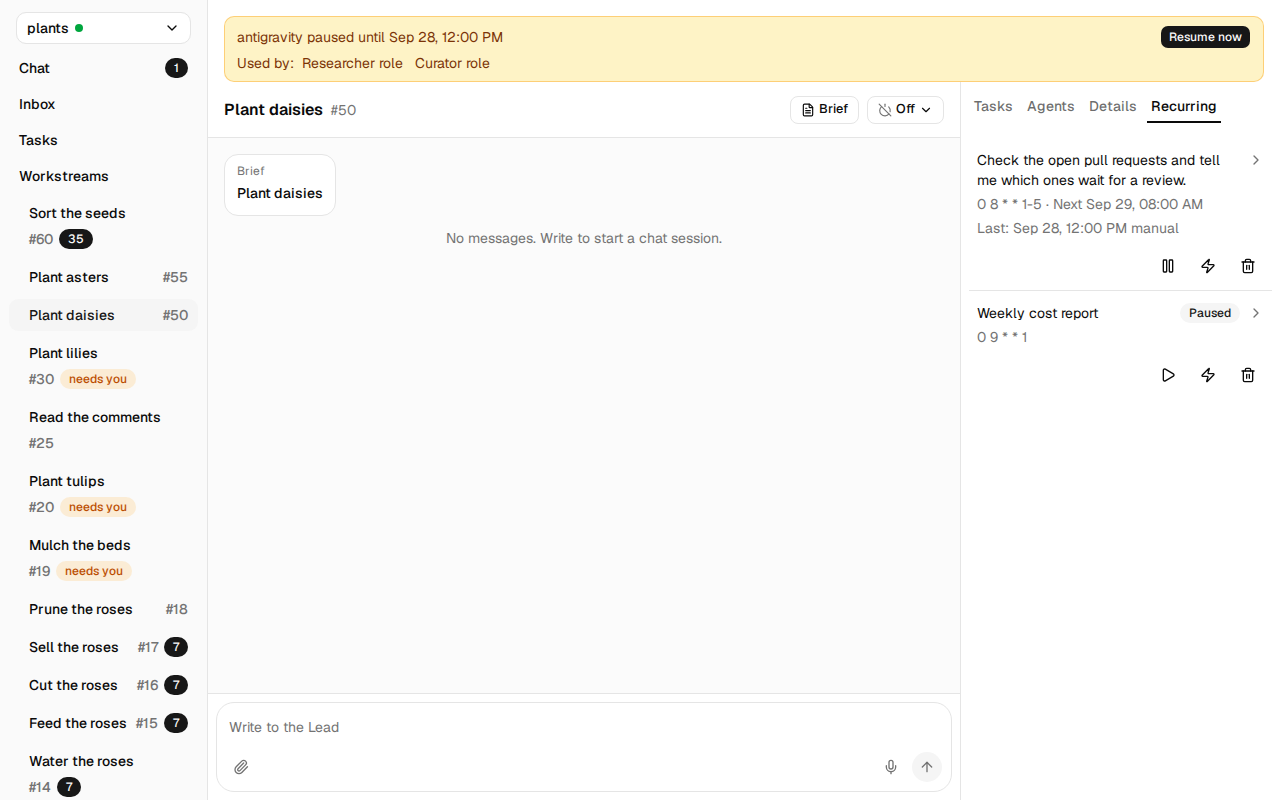 plants
Chat 1
Inbox
Tasks
Workstreams
Sort the seeds
#60 35
Plant asters #55
Plant daisies #50
Plant lilies
#30 needs you
Read the comments
#25
Plant tulips
#20 needs you
Mulch the beds
#19 needs you
Prune the roses #18
Sell the roses #17 7
Cut the roses #16 7
Feed the roses #15 7
Water the roses
#14 7
antigravity paused until Sep 28, 12:00 PM
Resume now
Used by: Researcher role Curator role
Plant daisies #50
Brief
Off
Brief
Plant daisies
No messages. Write to start a chat session.
Write to the Lead
Tasks Agents Details Recurring
Check the open pull requests and tell
me which ones wait for a review.
0 8 * * 1-5 · Next Sep 29, 08:00 AM
Last: Sep 28, 12:00 PM manual
Weekly cost report Paused
0 9 * * 1